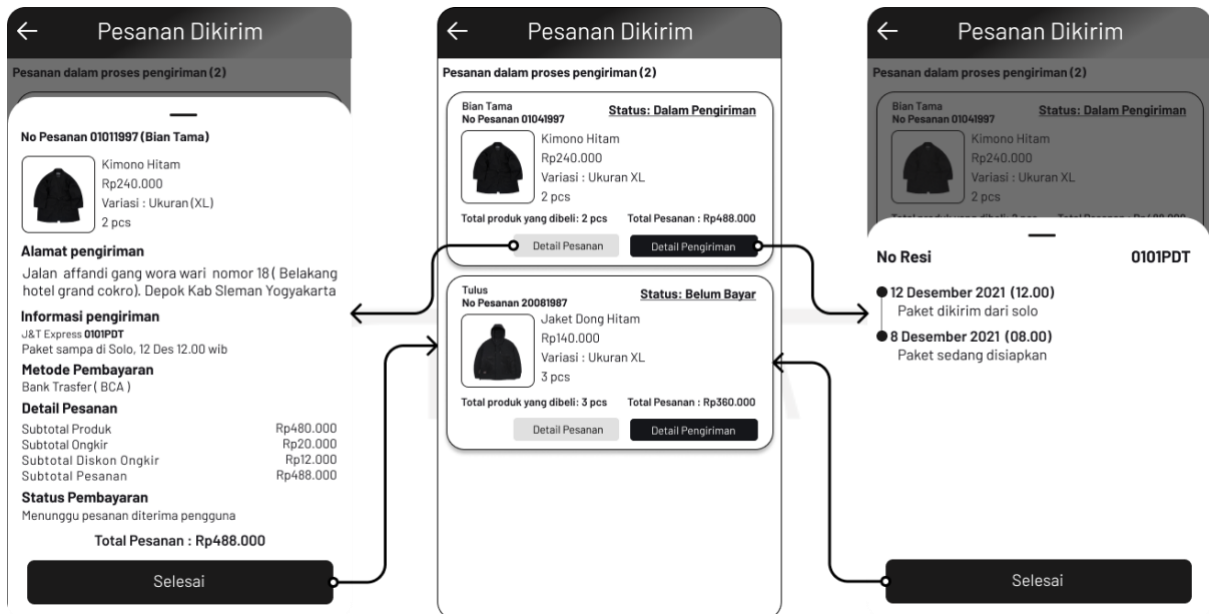 Pesanan Dikirim
Pesanan dalam proses pengiriman (2)
No Pesanan 01011997 (Bian Tama)
Kimono Hitam
Rp240.000
Variasi : Ukuran (XL)
2 pcs
Alamat pengiriman
Jalan affandi gang wora wari nomor 18 ( Belakang
hotel grand cokro). Depok Kab Sleman Yogyakarta
Informasi pengiriman
J&T Express 0101PDT
Paket sampa di Solo, 12 Des 12.00 wib
Metode Pembayaran
Bank Trasfer ( BCA )
Detail Pesanan
Subtotal Produk Rp480.000
Subtotal Ongkir Rp20.000
Subtotal Diskon Ongkir Rp12.000
Subtotal Pesanan Rp488.000
Status Pembayaran
Menunggu pesanan diterima pengguna
Total Pesanan : Rp488.000
Selesai
Pesanan Dikirim
Pesanan dalam proses pengiriman (2)
Bian Tama
No Pesanan 01041997
Status: Dalam Pengiriman
Kimono Hitam
Rp240.000
Variasi : Ukuran XL
2 pcs
Total produk yang dibeli: 2 pcs Total Pesanan : Rp488.000
Detail Pesanan Detail Pengiriman
Tulus
No Pesanan 20081987
Status: Belum Bayar
Jaket Dong Hitam
Rp140.000
Variasi : Ukuran XL
3 pcs
Total produk yang dibeli: 3 pcs Total Pesanan : Rp360.000
Detail Pesanan Detail Pengiriman
Pesanan Dikirim
Pesanan dalam proses pengiriman (2)
Bian Tama
No Pesanan 01041997
Status: Dalam Pengiriman
Kimono Hitam
Rp240.000
Variasi : Ukuran XL
2 pcs
No Resi 0101PDT
12 Desember 2021 (12.00)
Paket dikirim dari solo
8 Desember 2021 (08.00)
Paket sedang disiapkan
Selesai